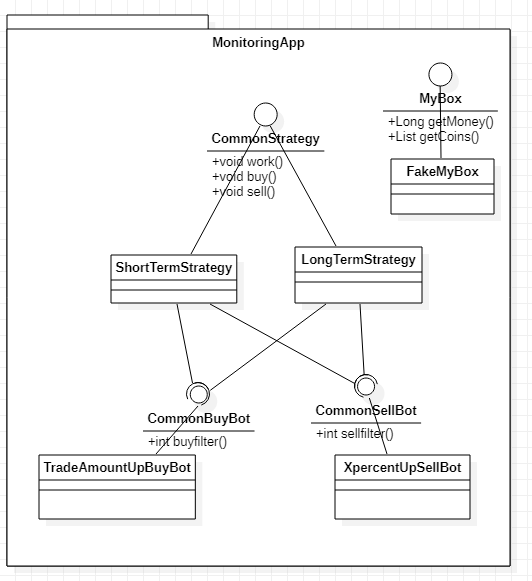 MonitoringApp
MyBox
+Long getMoney()
+List getCoins()
FakeMyBox
CommonStrategy
+void work()
+void buy()
+void sell()
ShortTermStrategy
LongTermStrategy
CommonBuyBot
+int buyfilter()
CommonSellBot
+int sellfilter()
TradeAmountUpBuyBot
XpercentUpSellBot